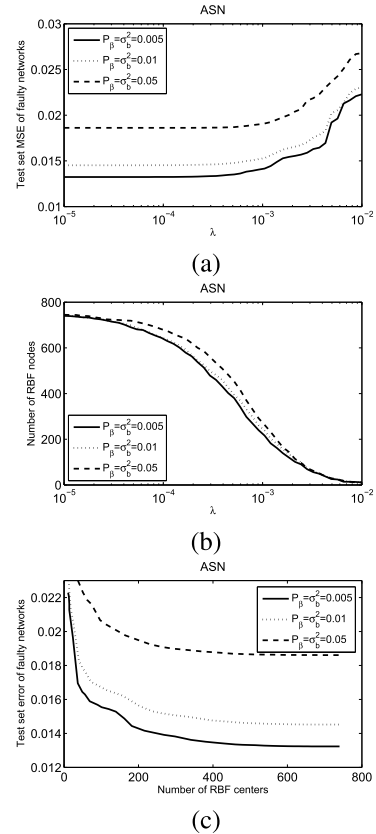 ASN
0.03
0.025
0.02
0.015
0.01
Test set MSE of faulty networks
P_β=σ_b^2=0.005
P_β=σ_b^2=0.01
P_β=σ_b^2=0.05
10^-5 10^-4 10^-3 10^-2
λ
(a)
ASN
800
600
400
200
0
Number of RBF nodes
P_β=σ_b^2=0.005
P_β=σ_b^2=0.01
P_β=σ_b^2=0.05
10^-5 10^-4 10^-3 10^-2
λ
(b)
ASN
0.022
0.02
0.018
0.016
0.014
0.012
Test set error of faulty networks
P_β=σ_b^2=0.005
P_β=σ_b^2=0.01
P_β=σ_b^2=0.05
0 200 400 600 800
Number of RBF centers
(c)